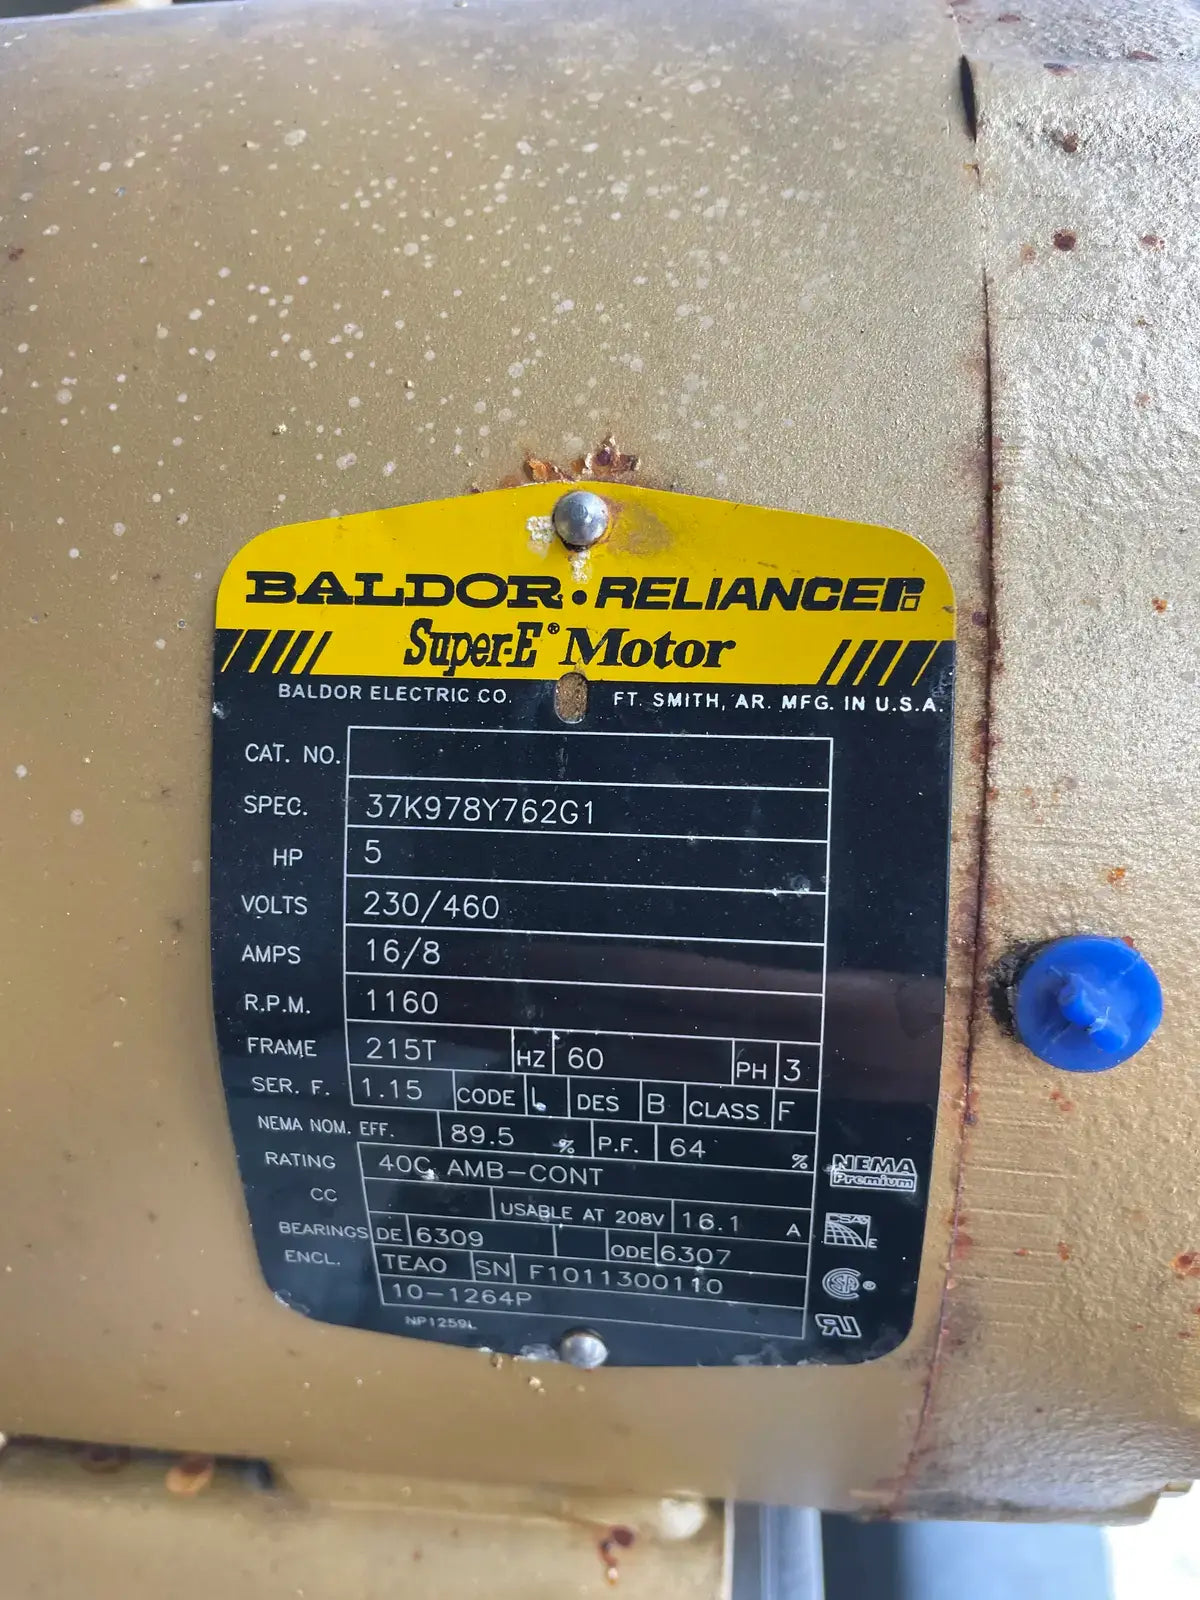 BALDOR • RELIANCE
Super-E® Motor
BALDOR ELECTRIC CO. FT. SMITH, AR. MFG. IN U.S.A.
CAT. NO.
SPEC. 37K978Y762G1
HP 5
VOLTS 230/460
AMPS 16/8
R.P.M. 1160
FRAME 215T HZ 60 PH 3
SER. F. 1.15 CODE L DES B CLASS F
NEMA NOM. EFF. 89.5 % P.F. 64 %
RATING 40C AMB-CONT
NEMA
Premium
CC USABLE AT 208V 16.1 A
BEARINGS DE 6309 ODE 6307
ENCL. TEAO SN F1011300110
10-1264P
NP1259L